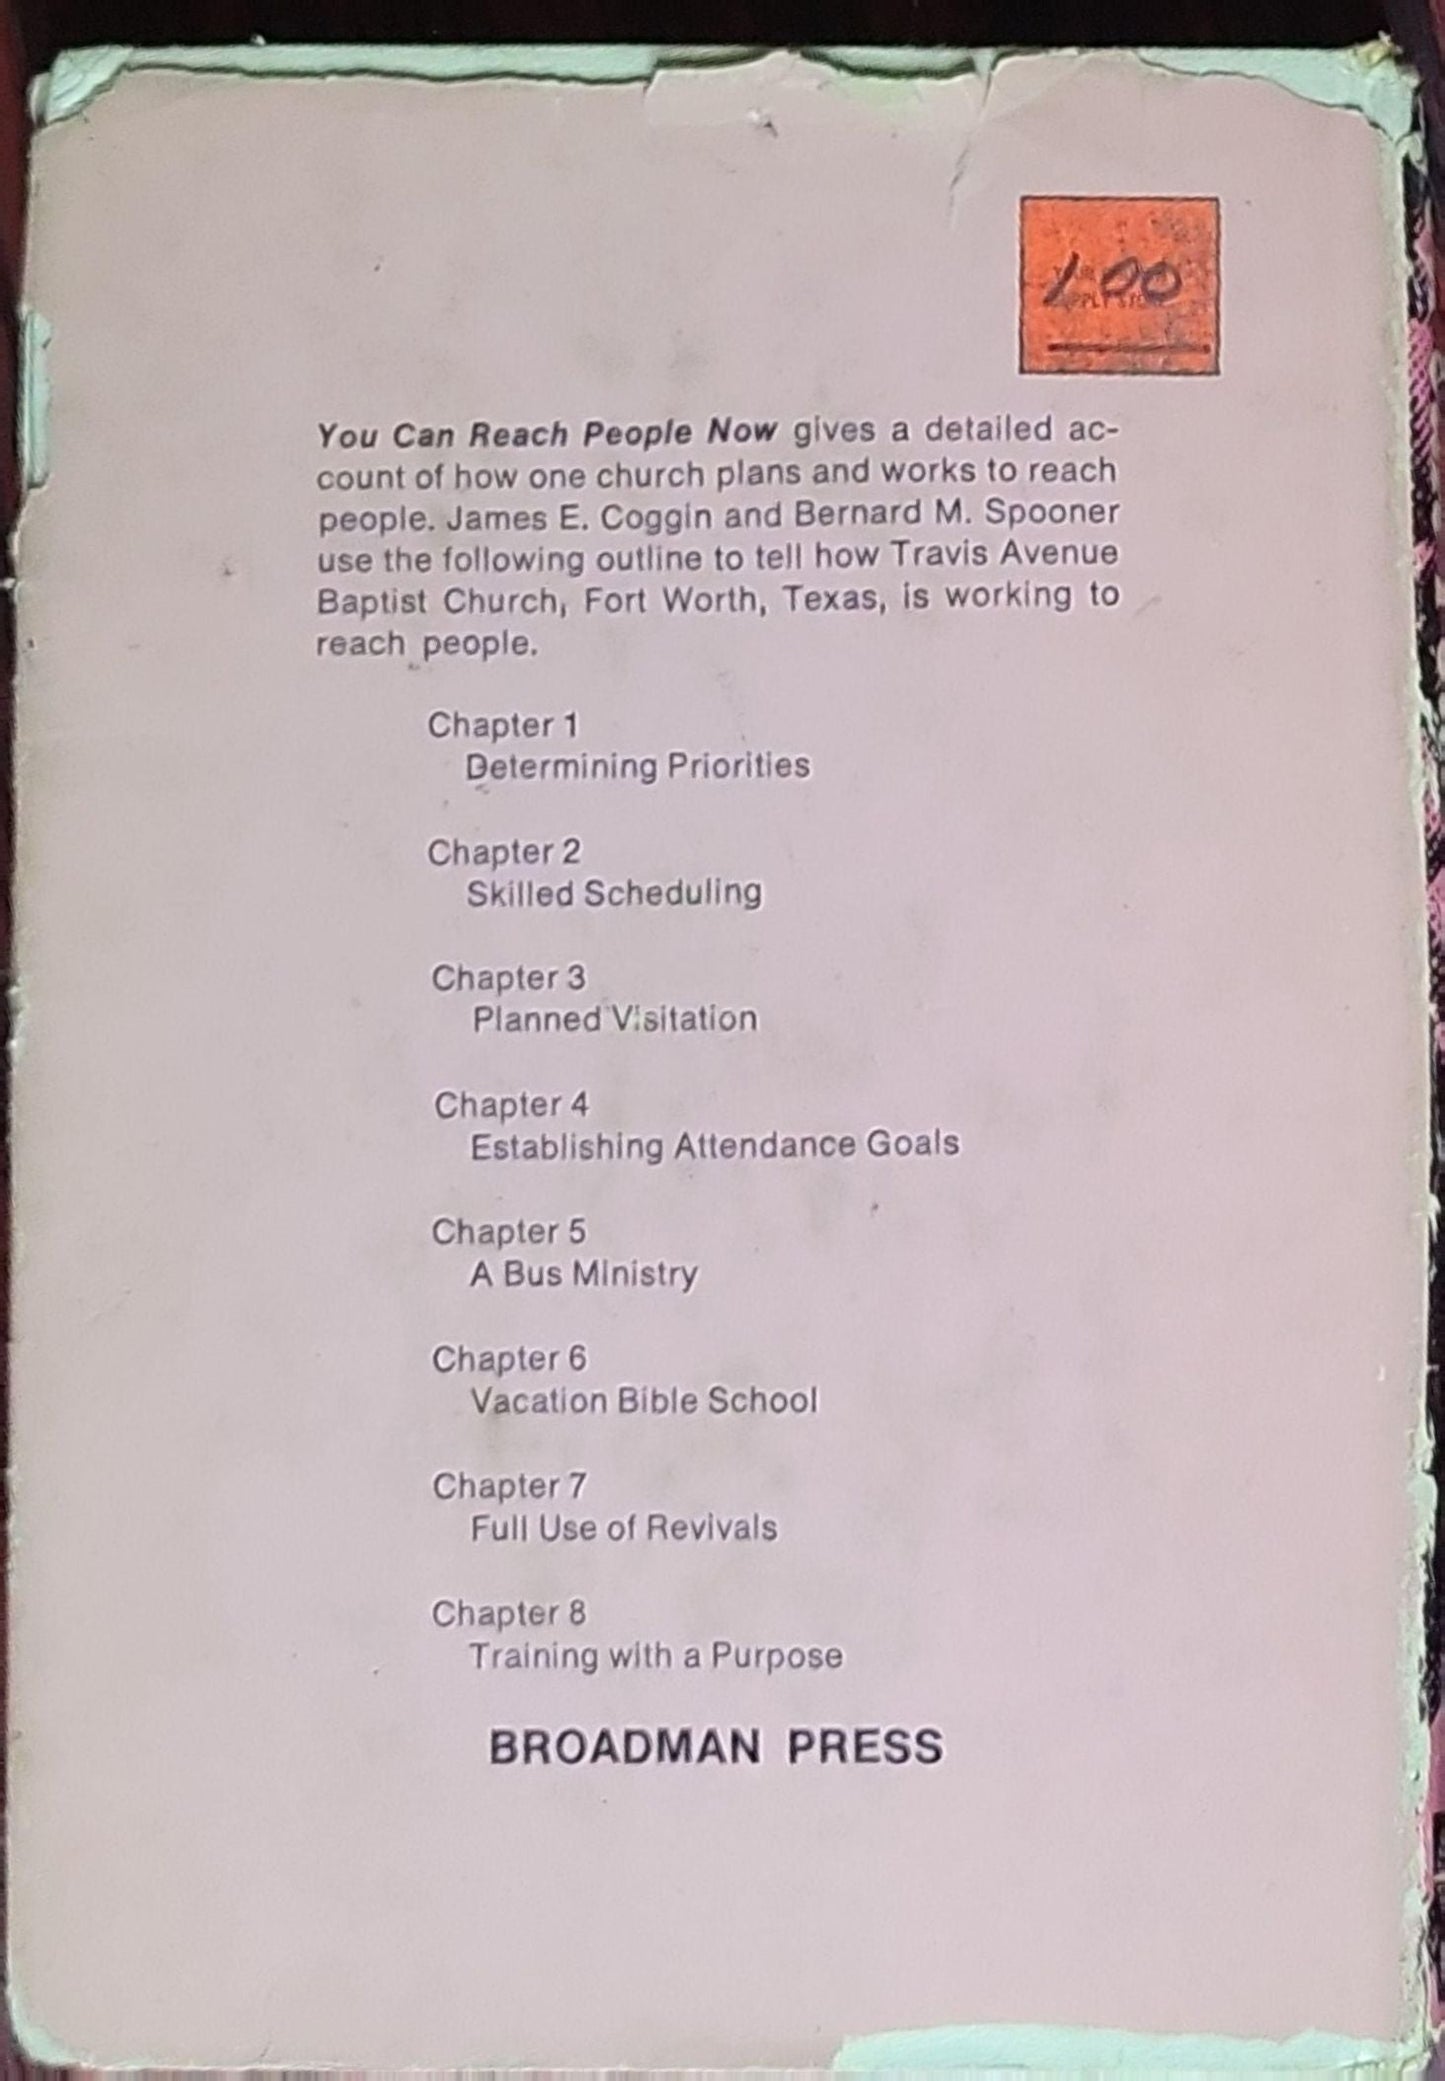 1.00
You Can Reach People Now gives a detailed ac-
count of how one church plans and works to reach
people. James E. Coggin and Bernard M. Spooner
use the following outline to tell how Travis Avenue
Baptist Church, Fort Worth, Texas, is working to
reach people.
Chapter 1
Determining Priorities
Chapter 2
Skilled Scheduling
Chapter 3
Planned Visitation
Chapter 4
Establishing Attendance Goals
Chapter 5
A Bus Ministry
Chapter 6
Vacation Bible School
Chapter 7
Full Use of Revivals
Chapter 8
Training with a Purpose
BROADMAN PRESS